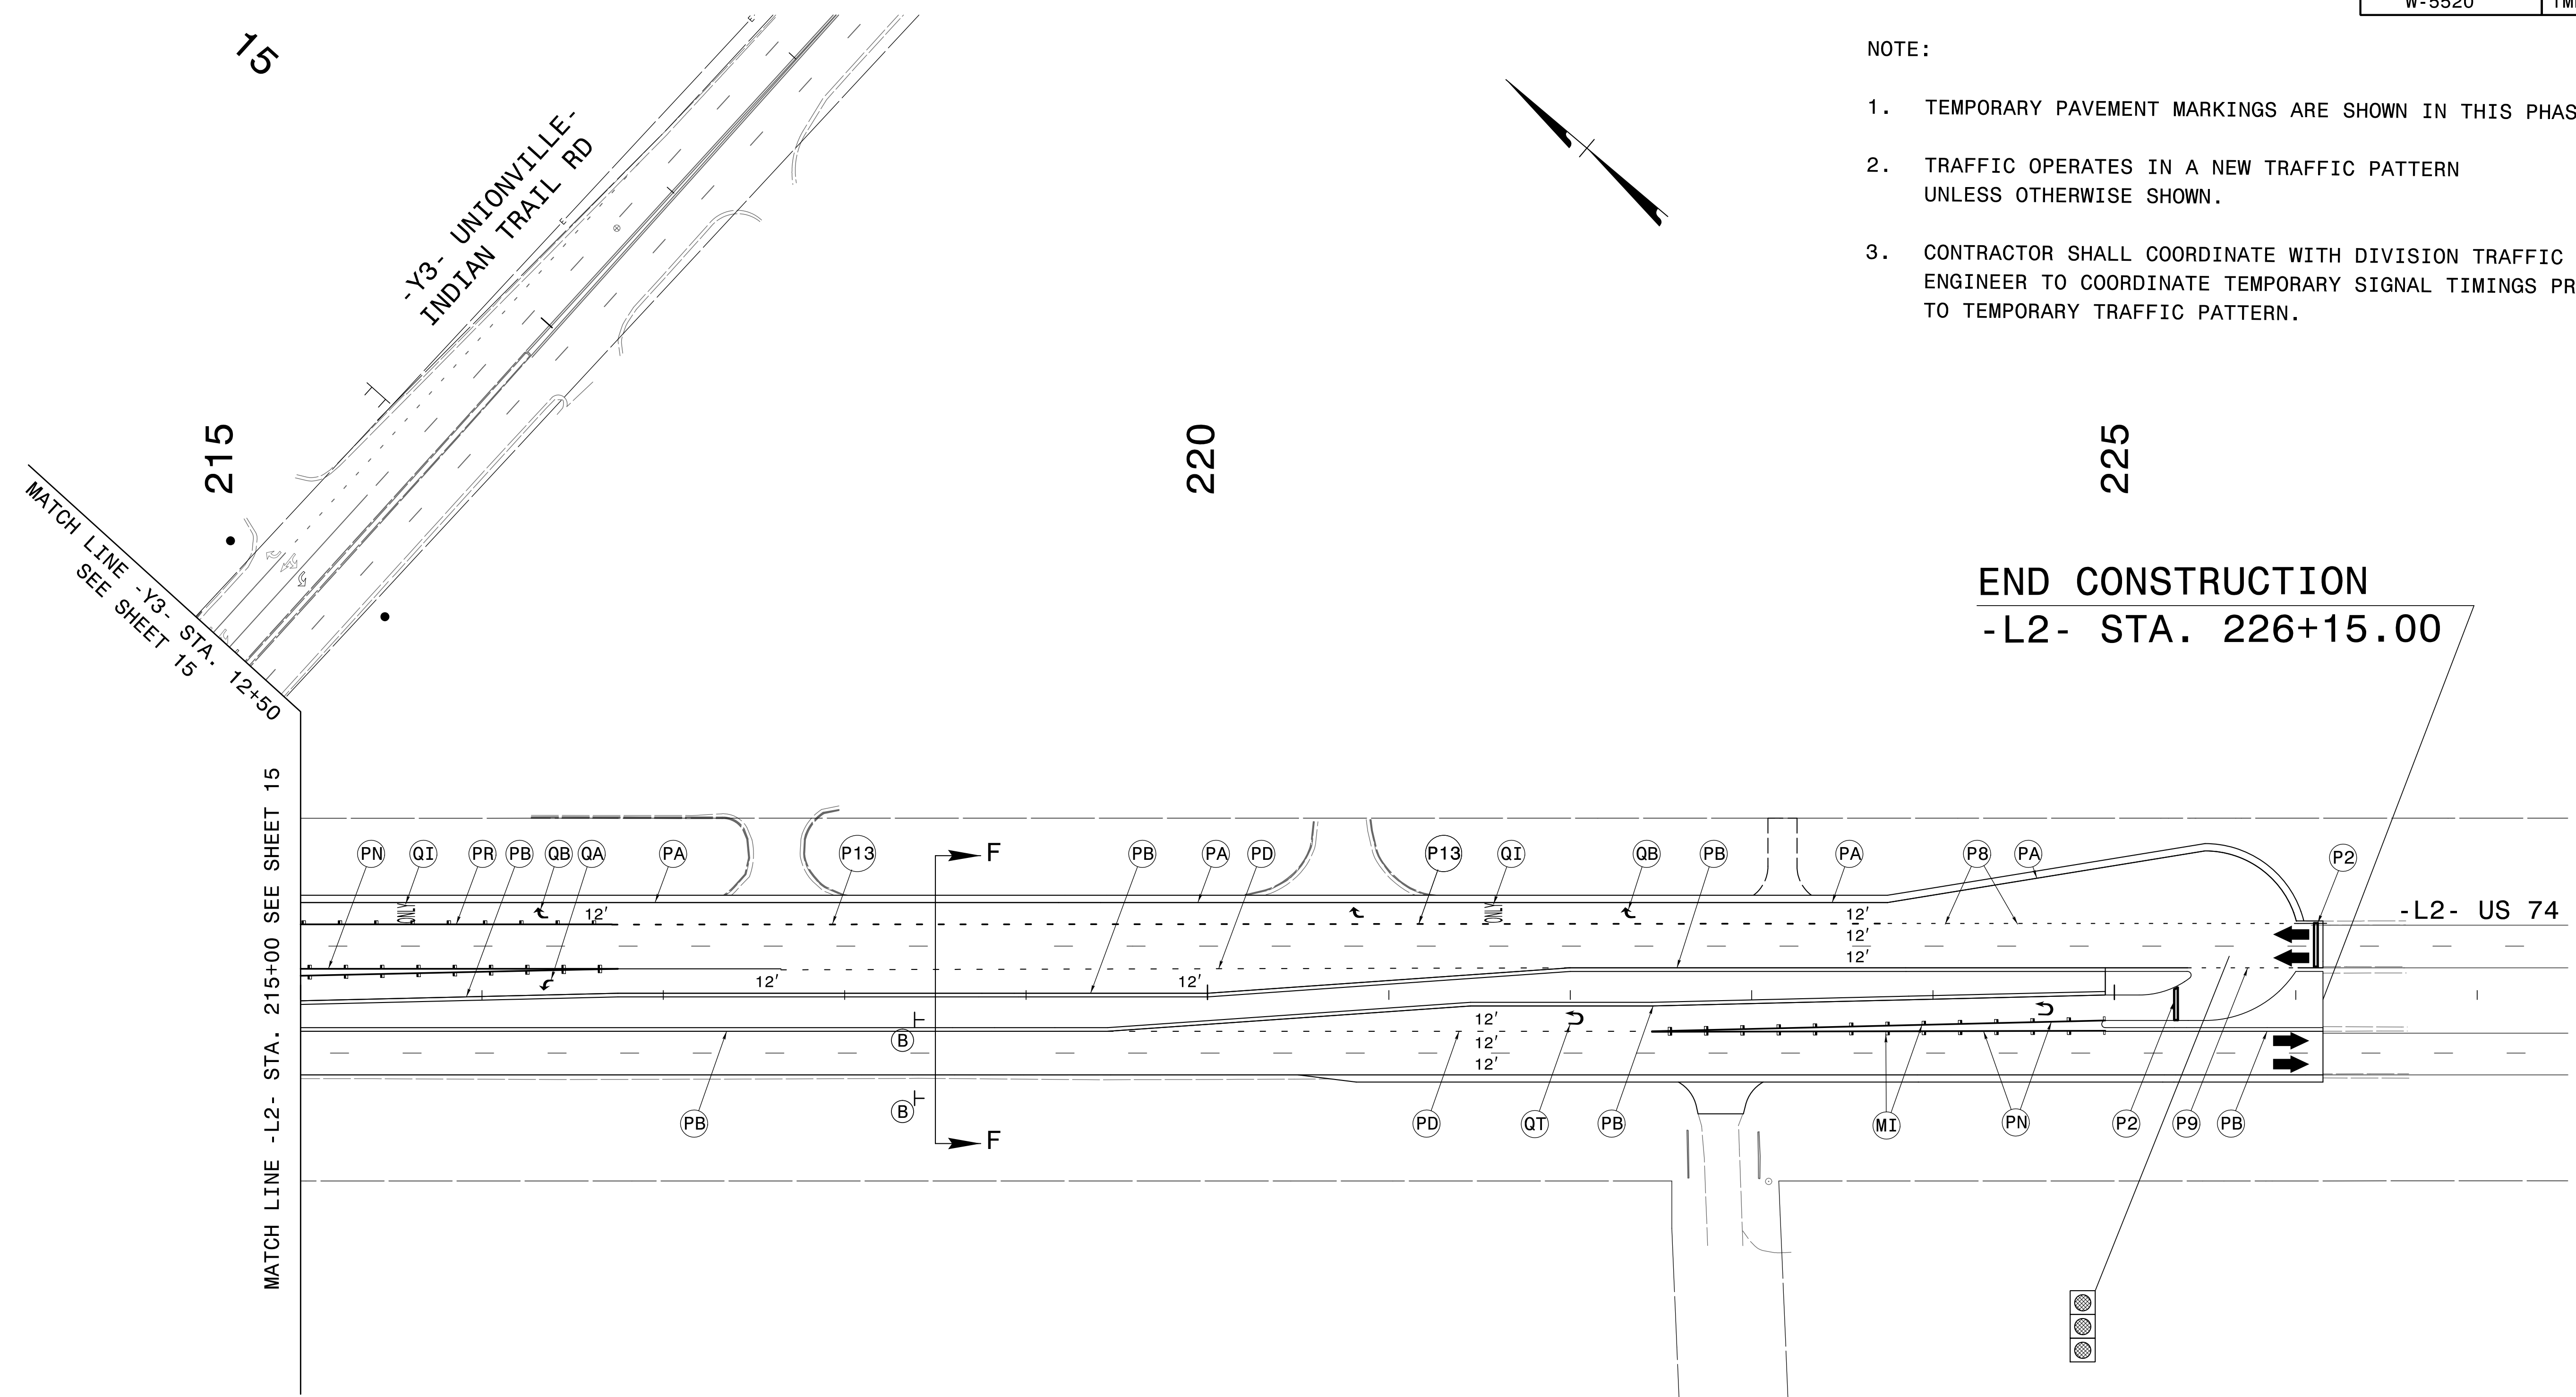 W-5520
NOTE:
1. TEMPORARY PAVEMENT MARKINGS ARE SHOWN IN THIS PHAS
2. TRAFFIC OPERATES IN A NEW TRAFFIC PATTERN
UNLESS OTHERWISE SHOWN.
3. CONTRACTOR SHALL COORDINATE WITH DIVISION TRAFFIC
ENGINEER TO COORDINATE TEMPORARY SIGNAL TIMINGS PR
TO TEMPORARY TRAFFIC PATTERN.
15
-Y3- UNIONVILLE-
INDIAN TRAIL RD
E
E
215
220
225
MATCH LINE -Y3- STA. 12+50
SEE SHEET 15
END CONSTRUCTION
-L2- STA. 226+15.00
MATCH LINE -L2- STA. 215+00 SEE SHEET 15
PN QI PR PB QB QA PA P13 F PB PA PD P13 QI QB PB PA P8 PA P2
ONLY 12' ONLY 12' -L2- US 74
12'
12'
12' 12'
12'
12'
12'
B
B
F
PB PD QT PB MI PN P2 P9 PB